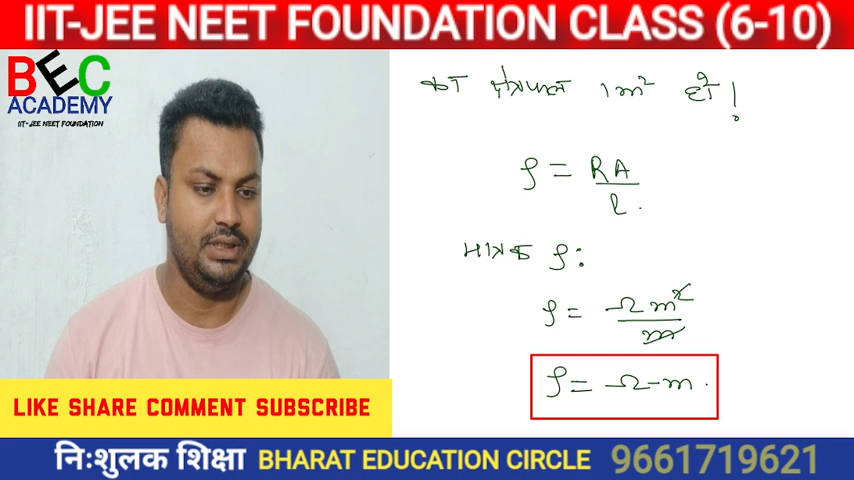 IIT-JEE NEET FOUNDATION CLASS (6-10)
BEC
ACADEMY
IIT-JEE NEET FOUNDATION
का क्षेत्रफल 1m² हो!
ρ = RA
l.
मात्रक ρ:
ρ = Ω m²
m
ρ = Ω-m.
LIKE SHARE COMMENT SUBSCRIBE
निःशुलक शिक्षा BHARAT EDUCATION CIRCLE 9661719621